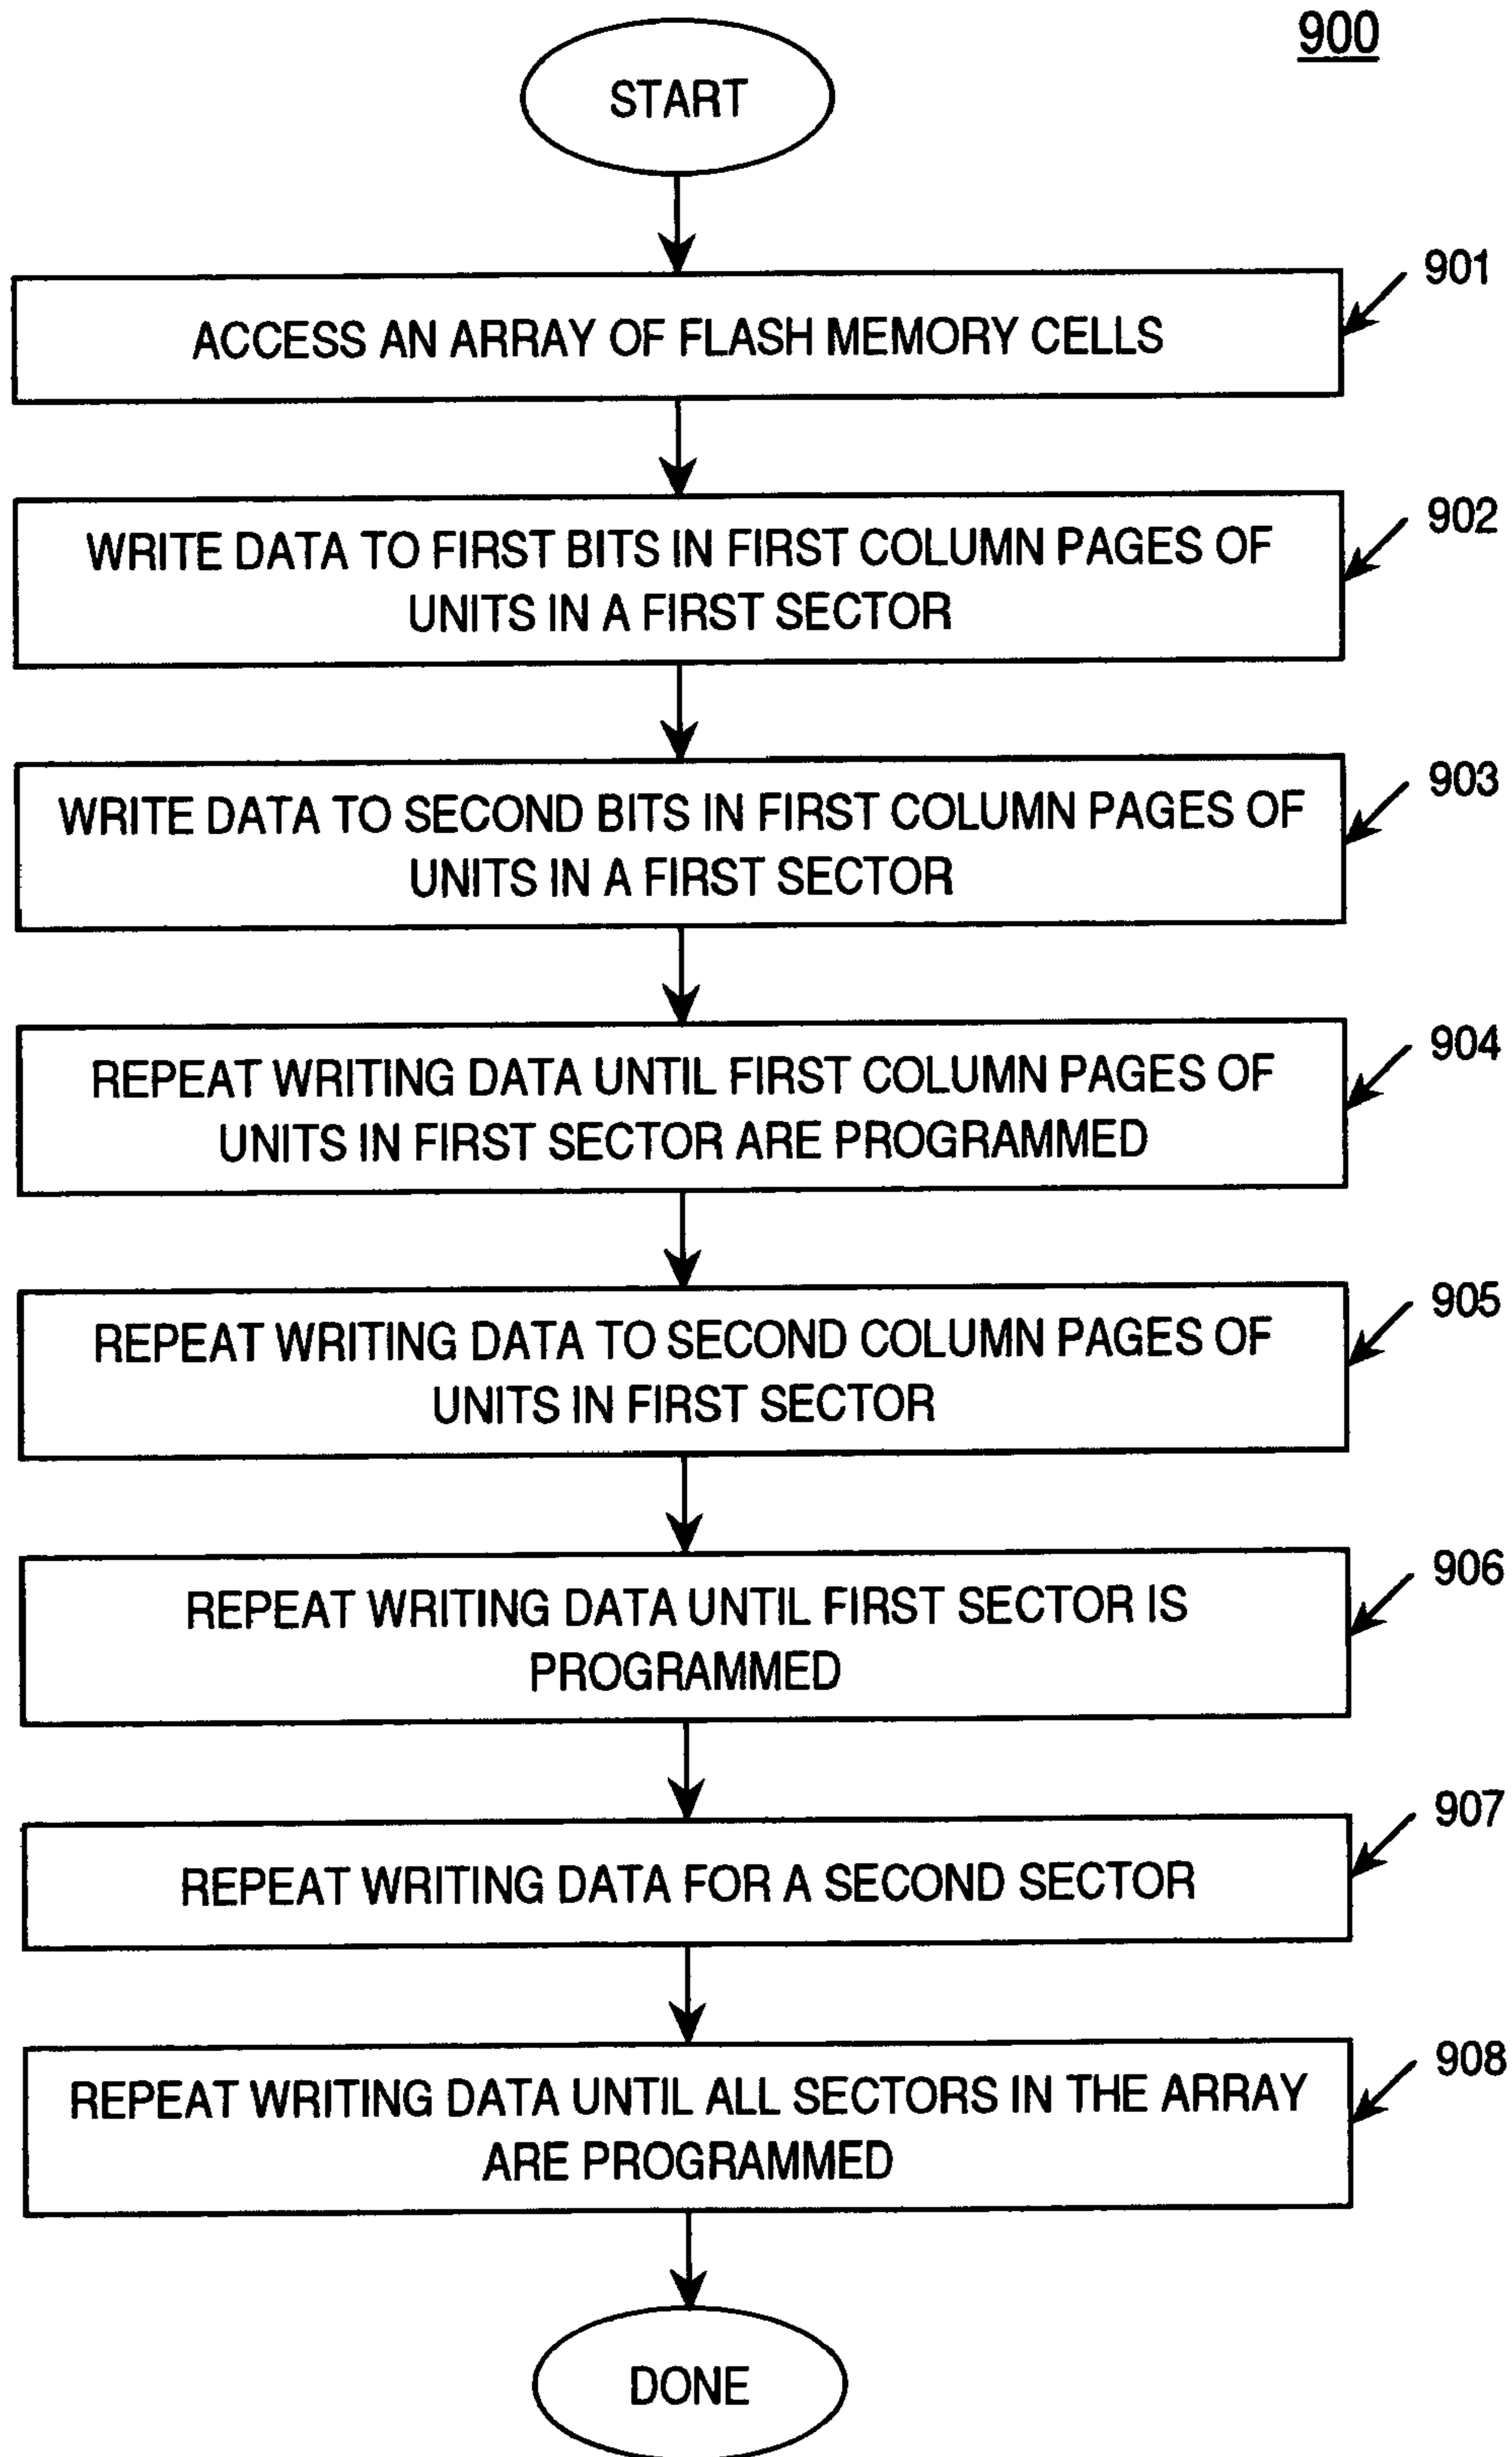 900
START
901
ACCESS AN ARRAY OF FLASH MEMORY CELLS
902
WRITE DATA TO FIRST BITS IN FIRST COLUMN PAGES OF
UNITS IN A FIRST SECTOR
903
WRITE DATA TO SECOND BITS IN FIRST COLUMN PAGES OF
UNITS IN A FIRST SECTOR
904
REPEAT WRITING DATA UNTIL FIRST COLUMN PAGES OF
UNITS IN FIRST SECTOR ARE PROGRAMMED
905
REPEAT WRITING DATA TO SECOND COLUMN PAGES OF
UNITS IN FIRST SECTOR
906
REPEAT WRITING DATA UNTIL FIRST SECTOR IS
PROGRAMMED
907
REPEAT WRITING DATA FOR A SECOND SECTOR
908
REPEAT WRITING DATA UNTIL ALL SECTORS IN THE ARRAY
ARE PROGRAMMED
DONE